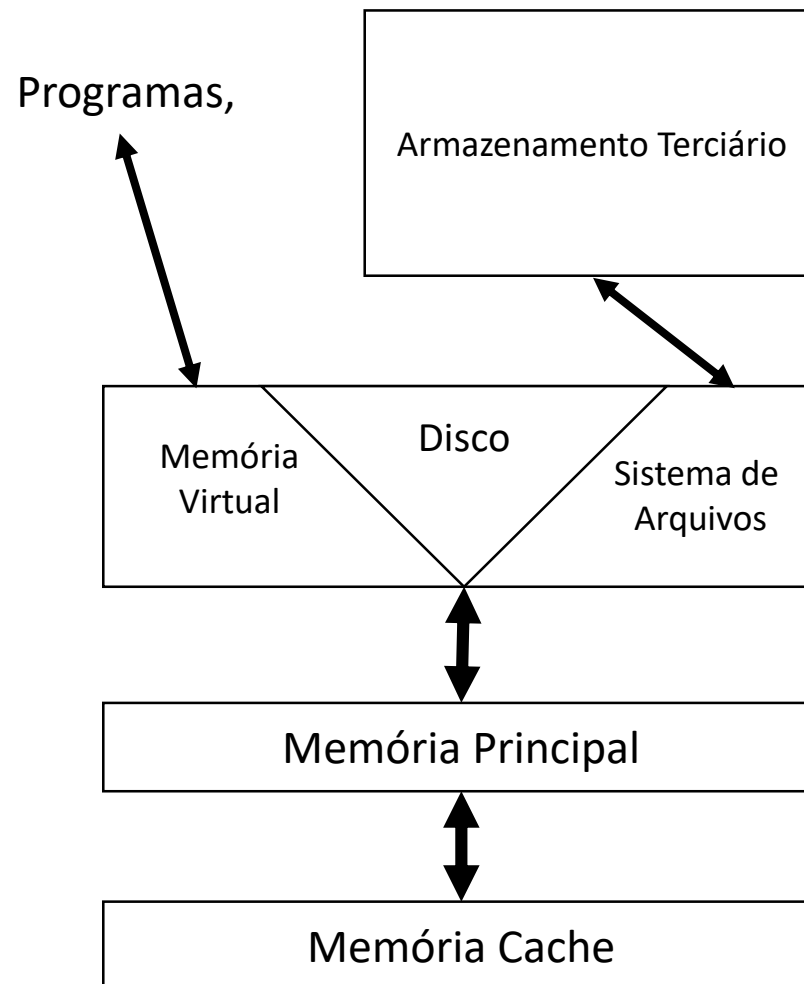 Programas,
Armazenamento Terciário
Disco
Memória
Virtual
Sistema de
Arquivos
Memória Principal
Memória Cache